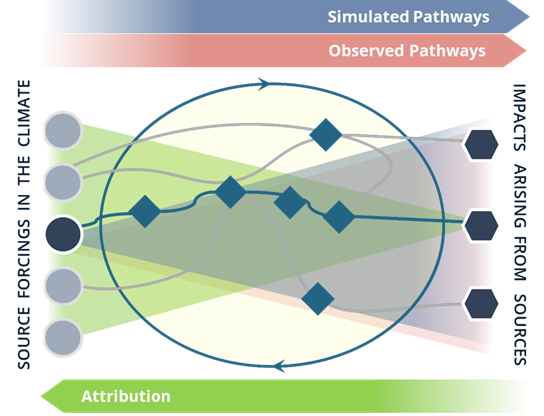 Simulated Pathways
Observed Pathways
SOURCE FORCINGS IN THE CLIMATE
IMPACTS ARISING FROM SOURCES
Attribution